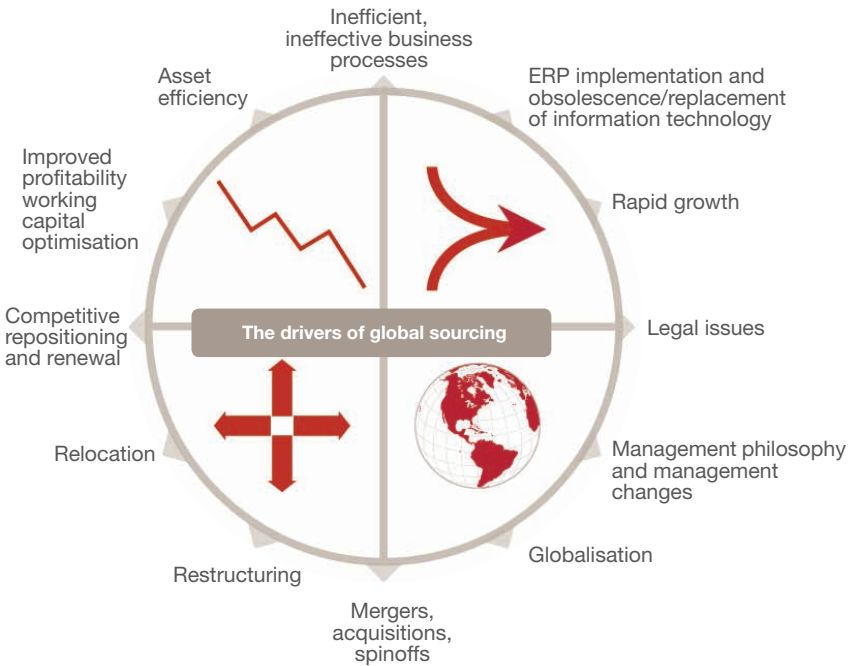 Inefficient,
ineffective business
processes
ERP implementation and
obsolescence/replacement
of information technology
Rapid growth
Legal issues
Management philosophy
and management
changes
Globalisation
Mergers,
acquisitions,
spinoffs
Restructuring
Relocation
Competitive
repositioning
and renewal
Improved
profitability
working
capital
optimisation
Asset
efficiency
The drivers of global sourcing